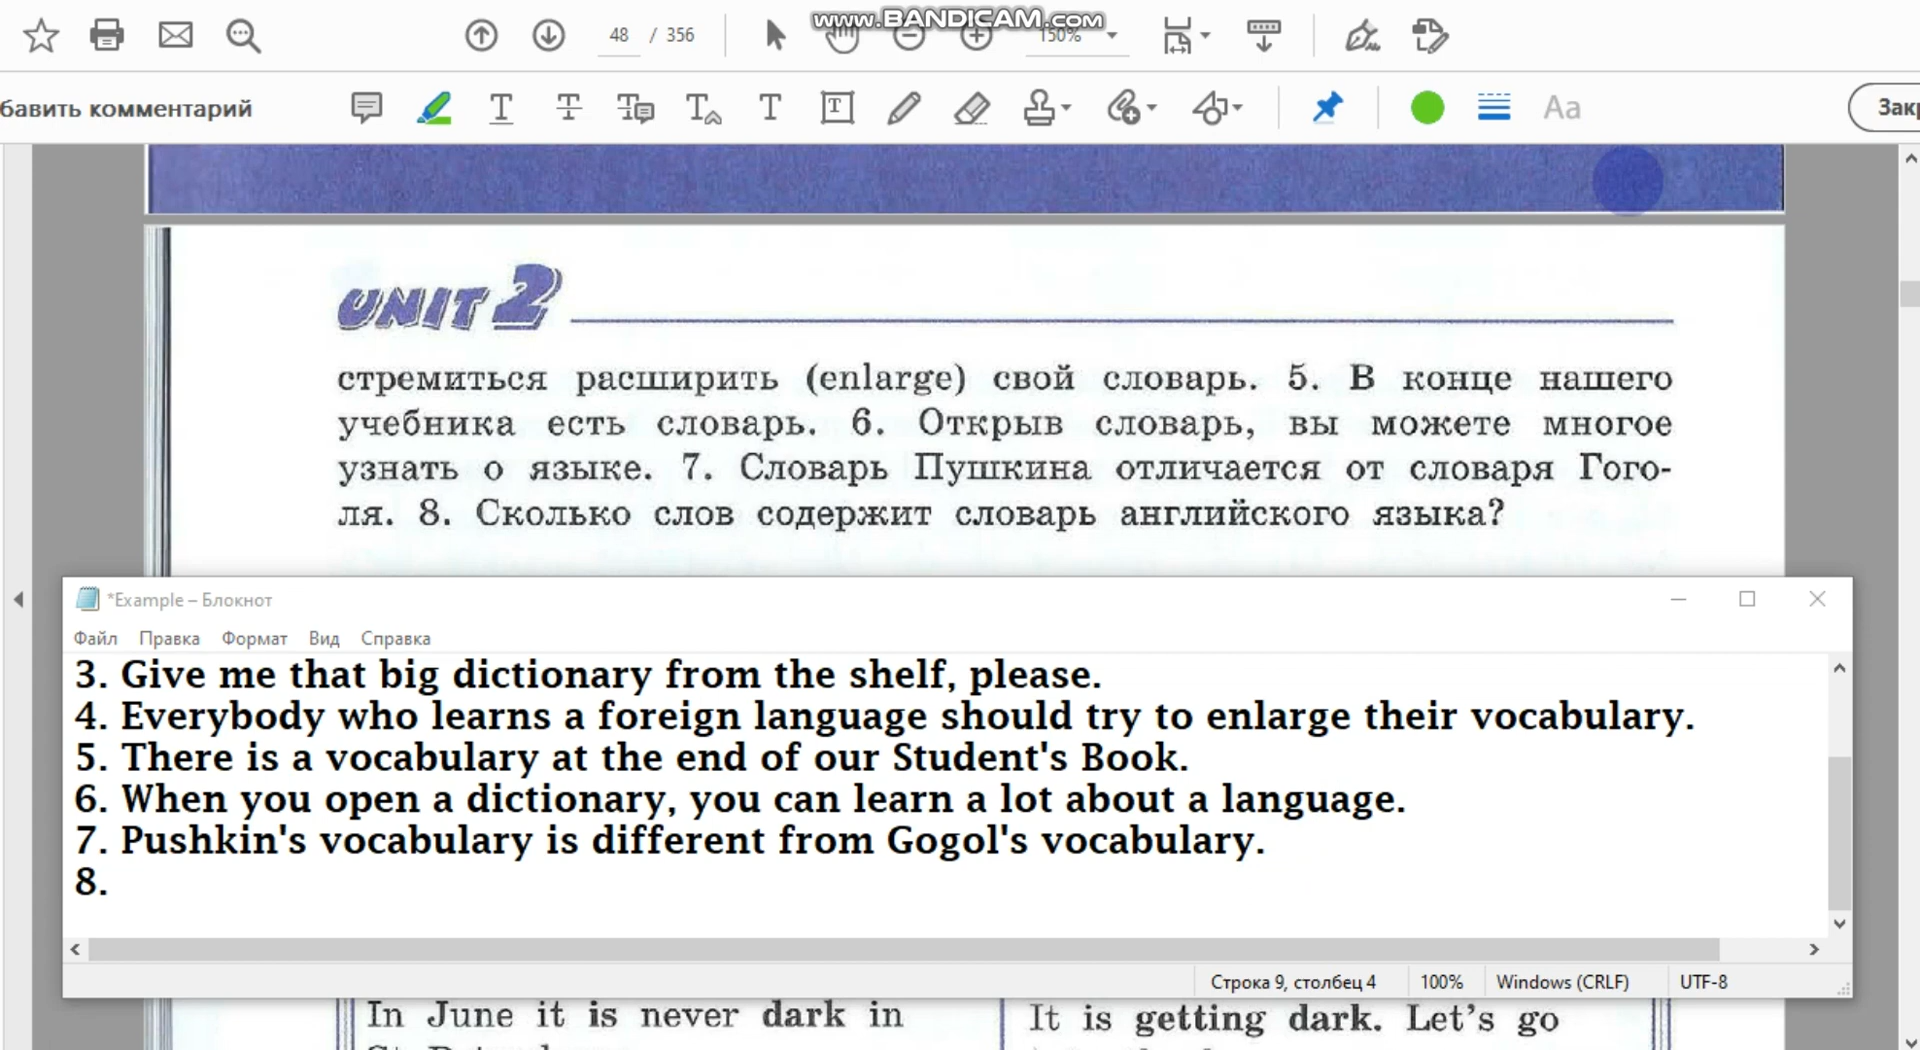 www.BANDICAM.com
48 / 356
150%
бавить комментарий
Aa
UNIT 2
стремиться расширить (enlarge) свой словарь. 5. В конце нашего
учебника есть словарь. 6. Открыв словарь, вы можете многое
узнать о языке. 7. Словарь Пушкина отличается от словаря Гого-
ля. 8. Сколько слов содержит словарь английского языка?
*Example – Блокнот
Файл Правка Формат Вид Справка
3. Give me that big dictionary from the shelf, please.
4. Everybody who learns a foreign language should try to enlarge their vocabulary.
5. There is a vocabulary at the end of our Student's Book.
6. When you open a dictionary, you can learn a lot about a language.
7. Pushkin's vocabulary is different from Gogol's vocabulary.
8.
Строка 9, столбец 4 100% Windows (CRLF) UTF-8
In June it is never dark in
It is getting dark. Let's go